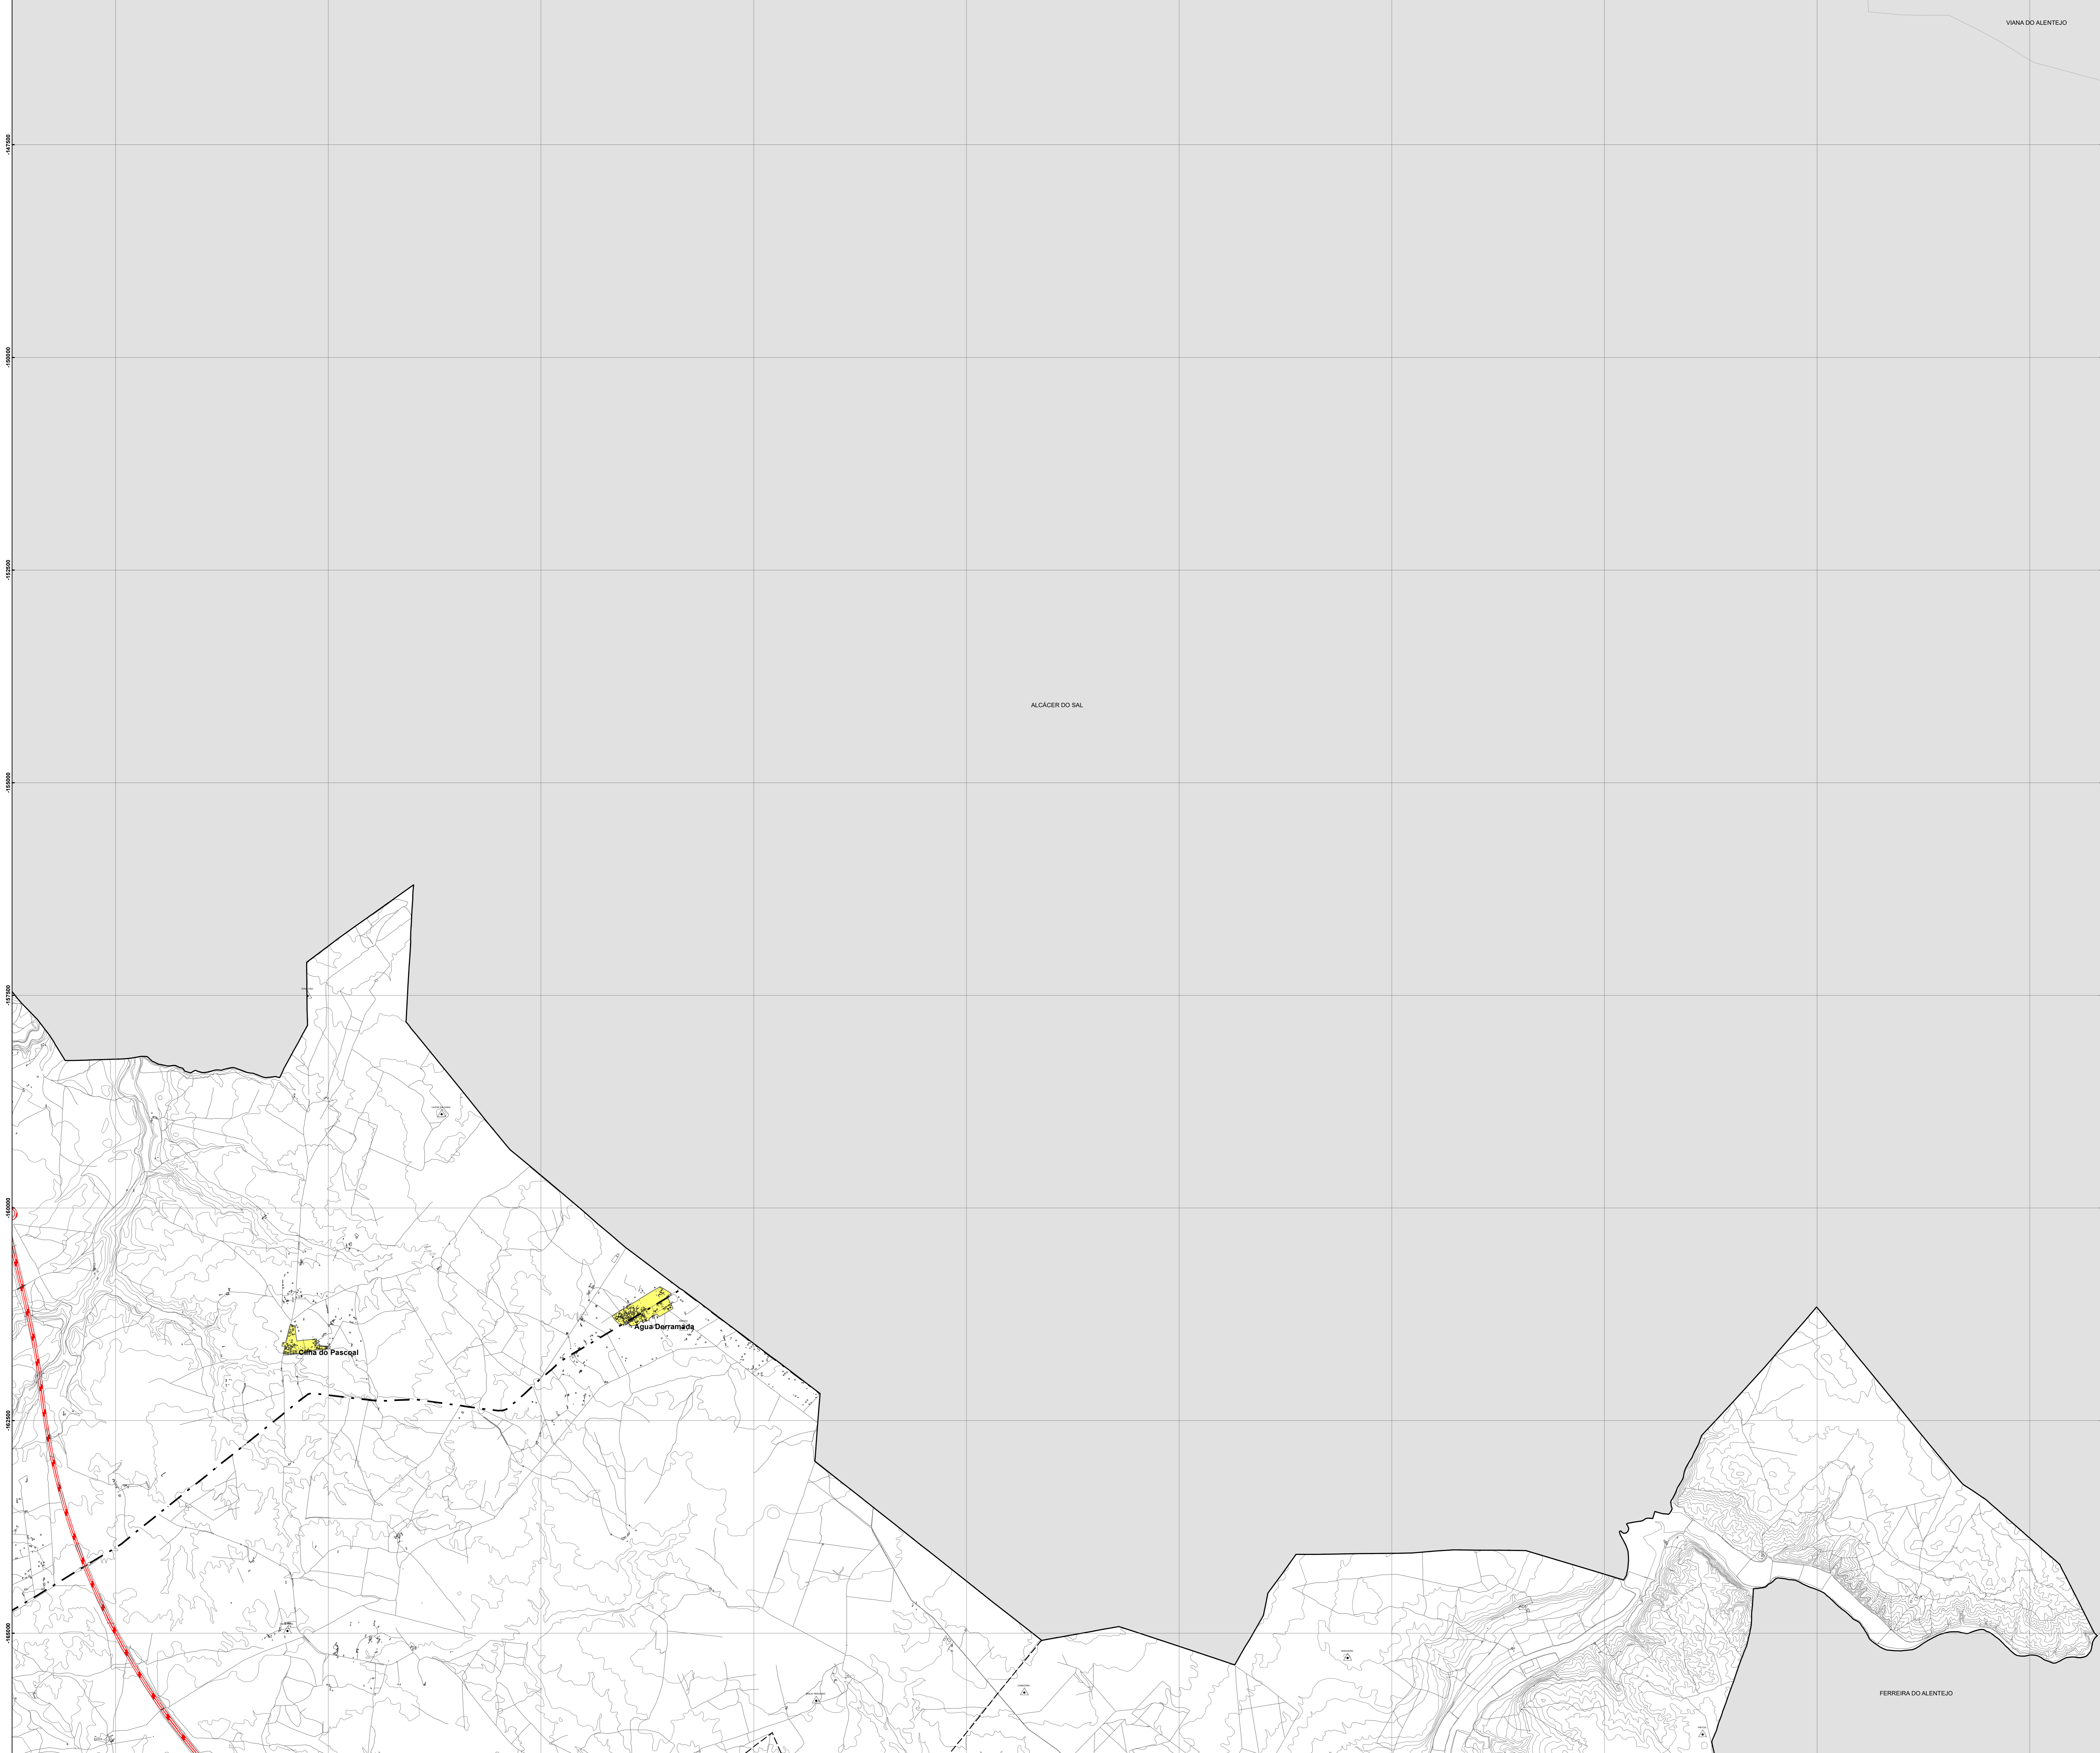 VIANA DO ALENTEJO
-147500
-150000
-152500
ALCÁCER DO SAL
-155000
-157500
-160000
Água Derramada
Cilha do Pascoal
-162500
-165000
FERREIRA DO ALENTEJO